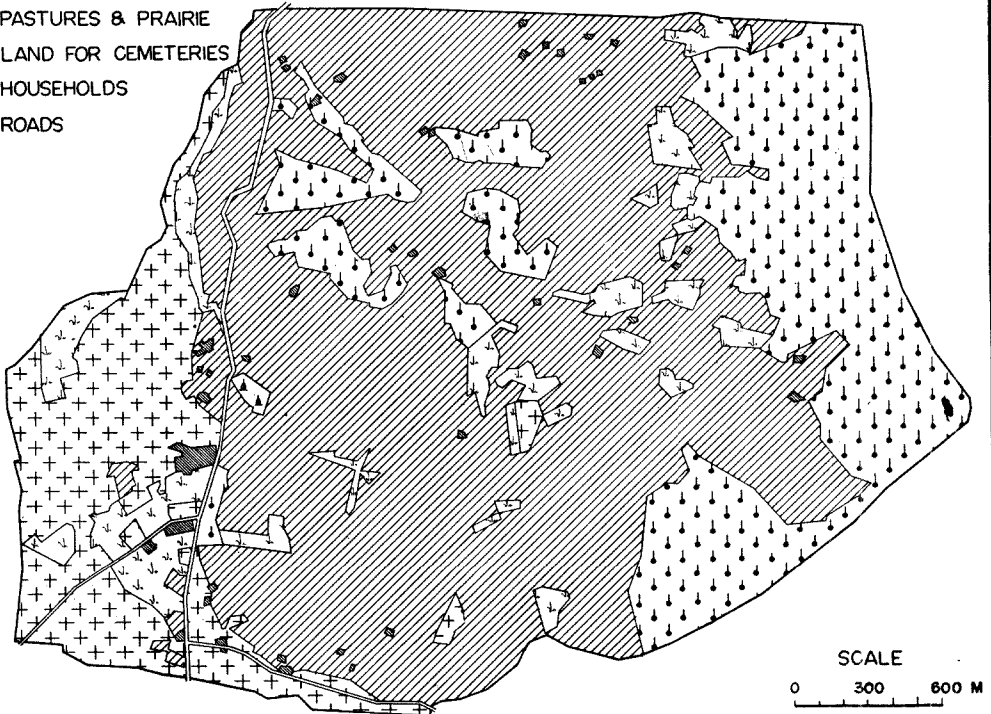 PASTURES & PRAIRIE
LAND FOR CEMETERIES
HOUSEHOLDS
ROADS
SCALE
0 300 600 M